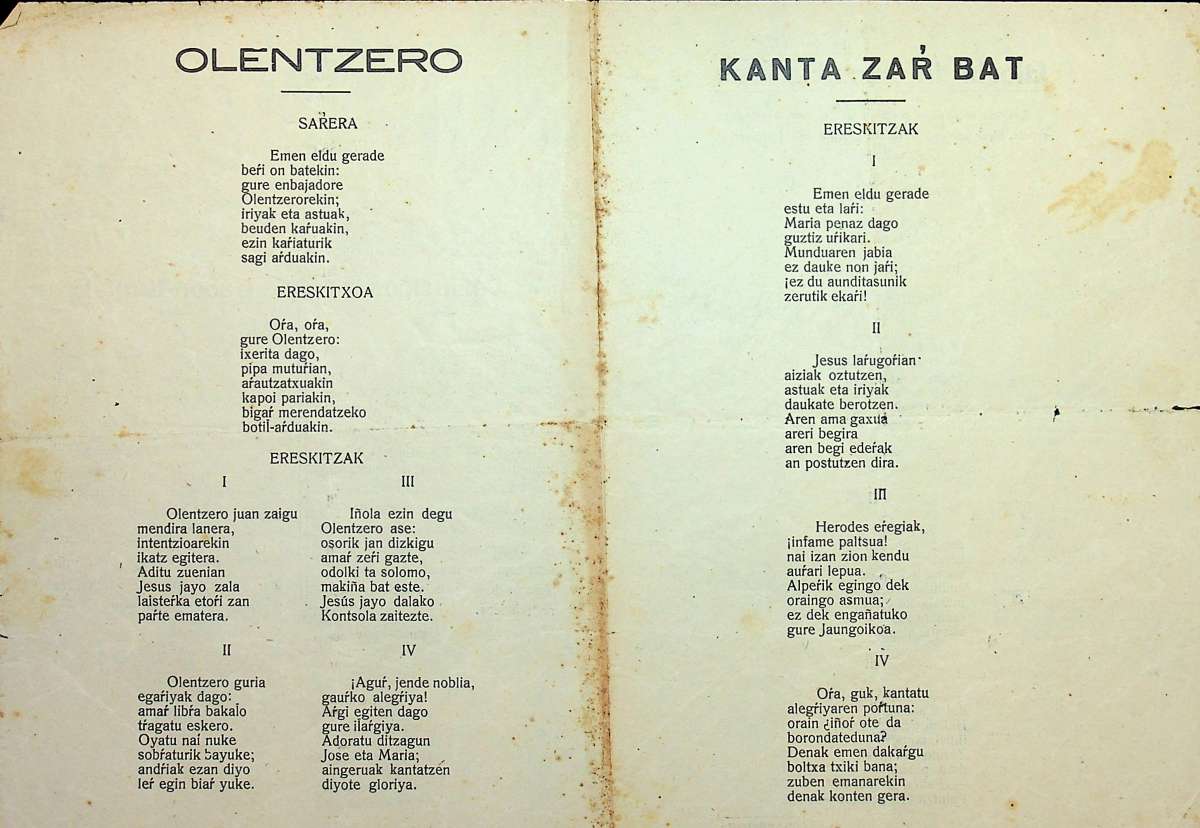 OLENTZERO
SAŔERA
Emen eldu gerade
beŕi on batekin:
gure enbajadore
Olentzerorekin;
iriyak eta astuak,
beuden kaŕuakin,
ezin kaŕiaturik
sagi aŕduakin.
ERESKITXOA
Oŕa, oŕa,
gure Olentzero:
ixerita dago,
pipa mutuŕian,
aŕautzatxuakin
kapoi pariakin,
bigaŕ merendatzeko
botil-aŕduakin.
ERESKITZAK
I
Olentzero juan zaigu
mendira lanera,
intentzioarekin
ikatz egitera.
Aditu zuenian
Jesus jayo zala
laisteŕka etoŕi zan
paŕte ematera.
II
Olentzero guria
egaŕiyak dago:
amaŕ libŕa bakalo
tŕagatu eskero.
Oyatu nai nuke
sobŕaturik bayuke;
andŕiak ezan diyo
leŕ egin biaŕ yuke.
III
Iñola ezin degu
Olentzero ase:
osorik jan dizkigu
amaŕ zeŕi gazte,
odolki ta solomo,
makiña bat este.
Jesús jayo dalako
Kontsola zaitezte.
IV
¡Aguŕ, jende noblia,
gauŕko alegŕiya!
Aŕgi egiten dago
gure ilaŕgiya.
Adoratu ditzagun
Jose eta Maria;
aingeruak kantatzen
diyote gloriya.
KANTA ZAŔ BAT
ERESKITZAK
I
Emen eldu gerade
estu eta laŕi:
Maria penaz dago
guztiz uŕikari.
Munduaren jabia
ez dauke non jaŕi;
¡ez du aunditasunik
zerutik ekaŕi!
II
Jesus laŕugoŕian
aiziak oztutzen,
astuak eta iriyak
daukate berotzen.
Aren ama gaxua
areri begira
aren begi edeŕak
an postutzen dira.
III
Herodes eŕegiak,
¡infame paltsua!
nai izan zion kendu
auŕari lepua.
Alpeŕik egingo dek
oraingo asmua;
ez dek engañatuko
gure Jaungoikoa.
IV
Oŕa, guk, kantatu
alegŕiyaren poŕtuna:
orain ¿iñoŕ ote da
borondateduna?
Denak emen dakaŕgu
boltxa txiki bana;
zuben emanarekin
denak konten gera.